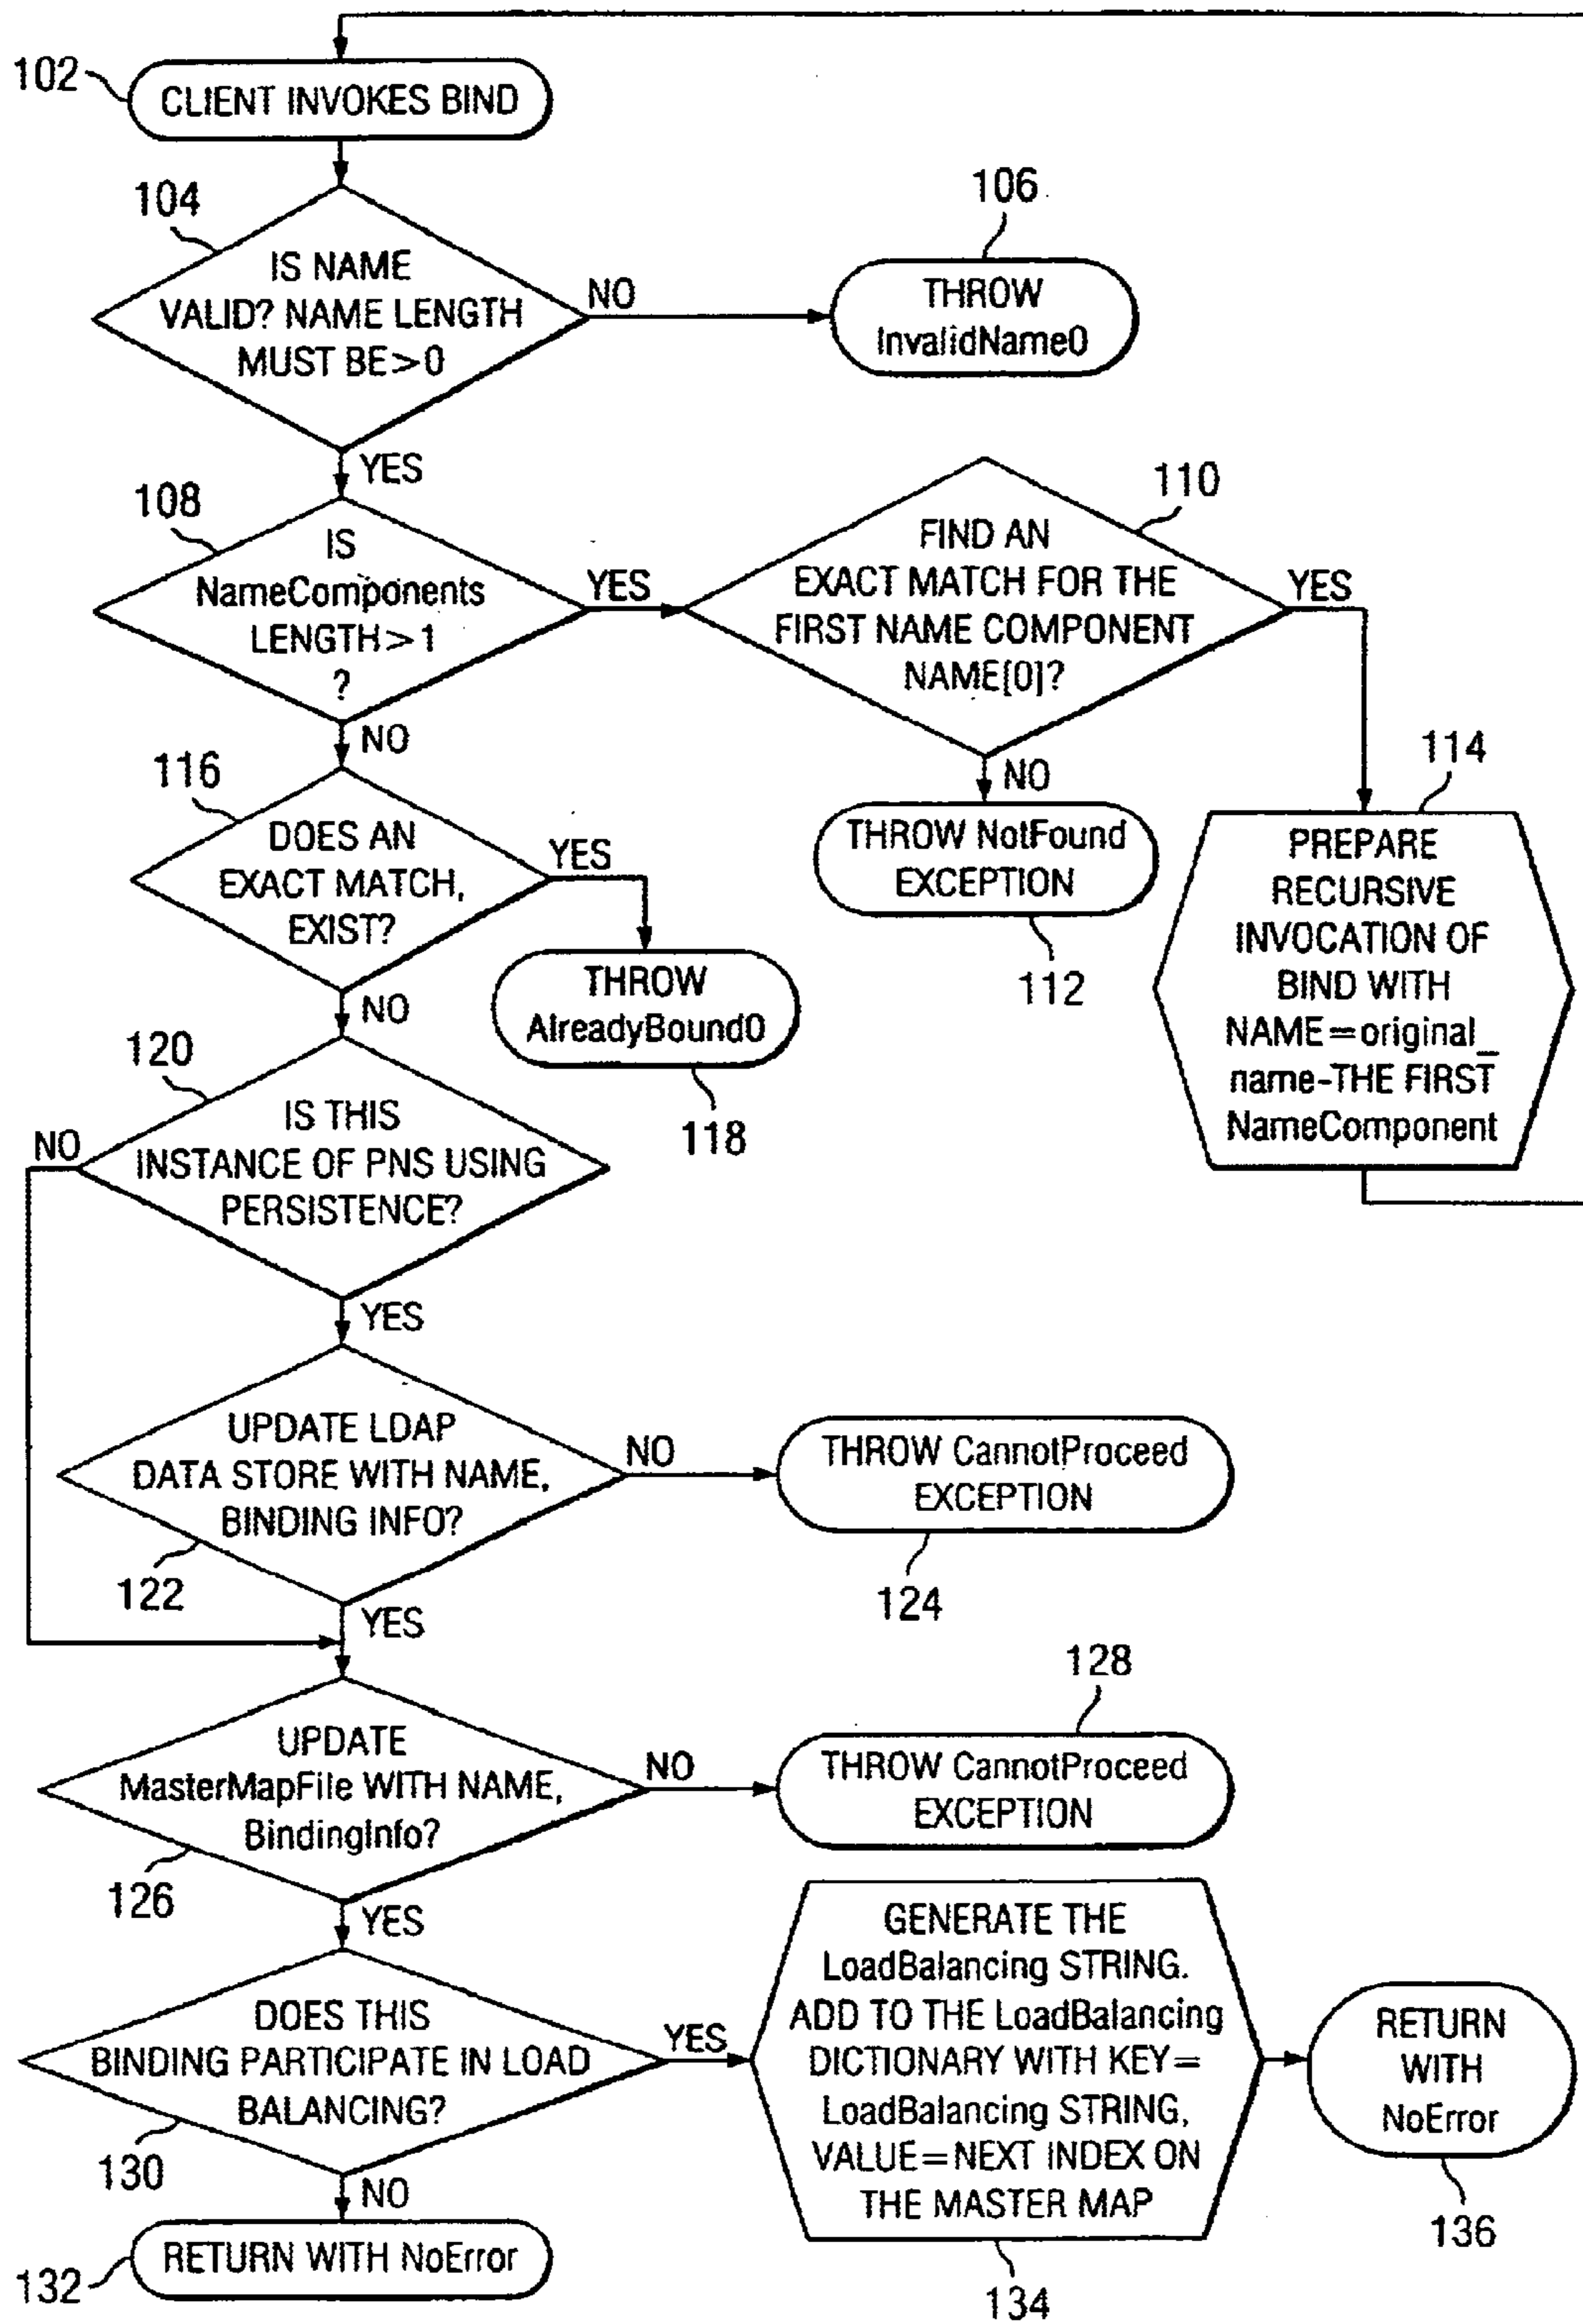 102
CLIENT INVOKES BIND
104
IS NAME
VALID? NAME LENGTH
MUST BE>0
NO
106
THROW
InvalidName()
YES
108
IS
NameComponents
LENGTH>1
?
YES
110
FIND AN
EXACT MATCH FOR THE
FIRST NAME COMPONENT
NAME[0]?
YES
NO
112
THROW NotFound
EXCEPTION
114
PREPARE
RECURSIVE
INVOCATION OF
BIND WITH
NAME=original_
name-THE FIRST
NameComponent
NO
116
DOES AN
EXACT MATCH,
EXIST?
YES
THROW
AlreadyBound()
118
NO
120
IS THIS
INSTANCE OF PNS USING
PERSISTENCE?
NO
YES
UPDATE LDAP
DATA STORE WITH NAME,
BINDING INFO?
122
NO
THROW CannotProceed
EXCEPTION
124
YES
UPDATE
MasterMapFile WITH NAME,
BindingInfo?
126
NO
128
THROW CannotProceed
EXCEPTION
YES
DOES THIS
BINDING PARTICIPATE IN LOAD
BALANCING?
130
YES
GENERATE THE
LoadBalancing STRING.
ADD TO THE LoadBalancing
DICTIONARY WITH KEY=
LoadBalancing STRING,
VALUE=NEXT INDEX ON
THE MASTER MAP
134
RETURN
WITH
NoError
136
NO
132
RETURN WITH NoError